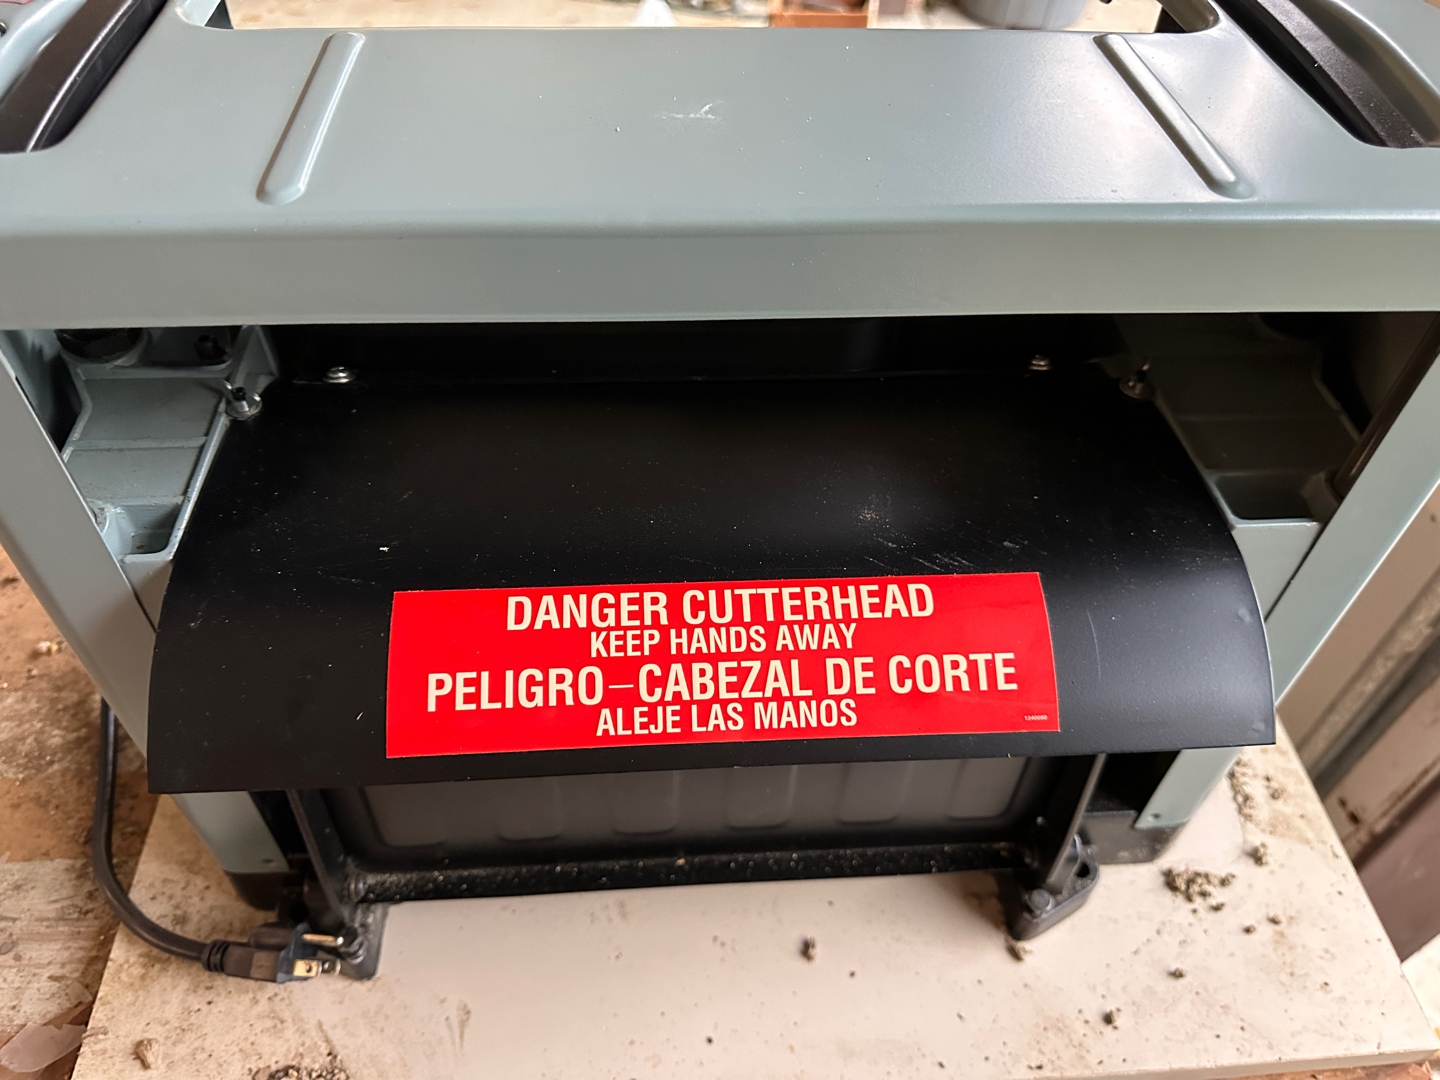 DANGER CUTTERHEAD
KEEP HANDS AWAY
PELIGRO–CABEZAL DE CORTE
ALEJE LAS MANOS